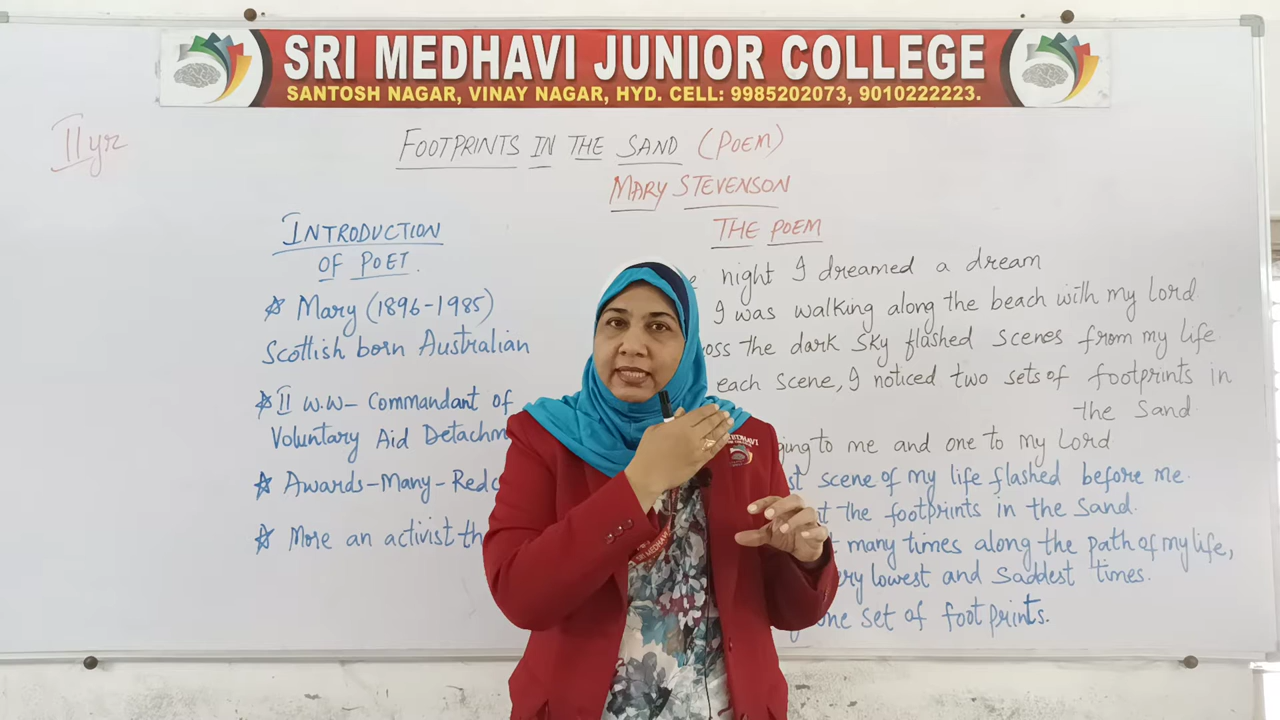 SRI MEDHAVI JUNIOR COLLEGE
SANTOSH NAGAR, VINAY NAGAR, HYD. CELL: 9985202073, 9010222223.
II yr
FOOTPRINTS IN THE SAND (POEM)
MARY STEVENSON
INTRODUCTION
OF POET.
☆ Mary (1896-1985)
Scottish born Australian
☆ II W.W- Commandant of
Voluntary Aid
☆ Awards-Many-
☆ More an activist
THE POEM
night I dreamed a dream
I was walking along the beach with my lord
the dark sky flashed scenes from my life.
each scene, I noticed two sets of footprints in
the Sand.
to me and one to my Lord
scene of my life flashed before me.
the footprints in the sand.
many times along the path of my life,
lowest and saddest times.
one set of footprints.
MEDHAVI
SRI MEDHAVI